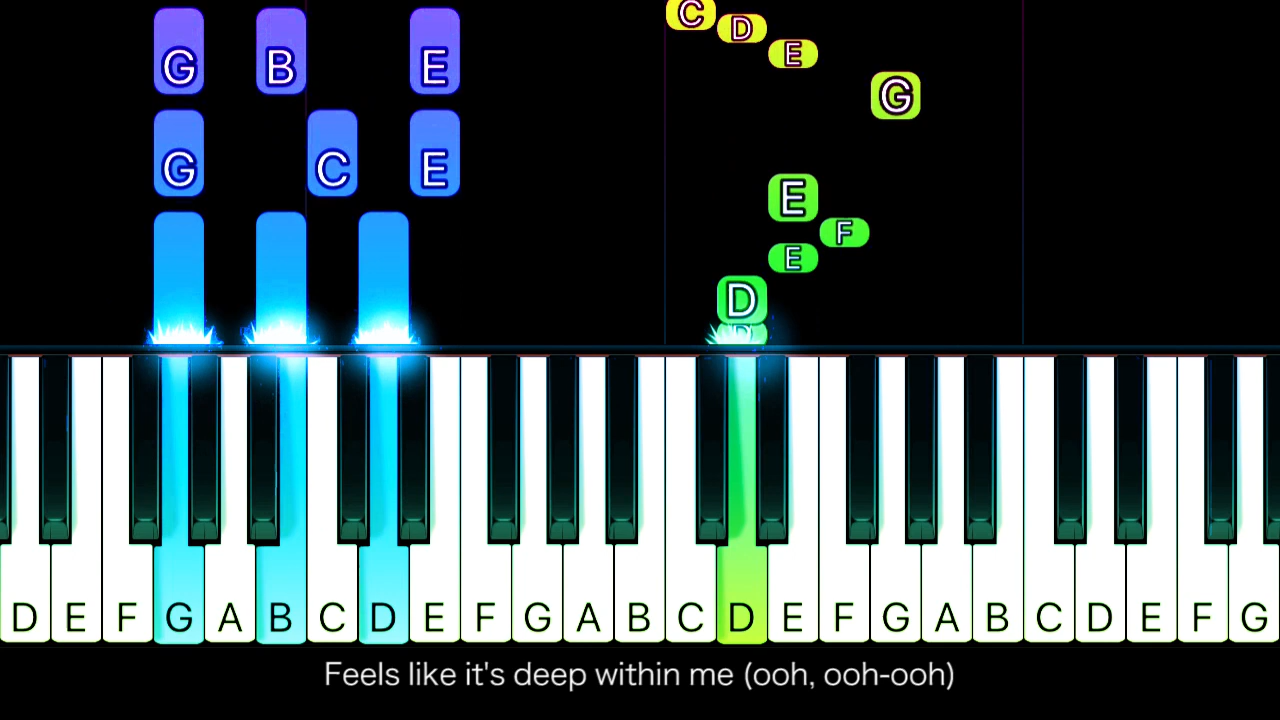 C
D
E
G B E
G
G C E
E
F
E
D
D
D E F G A B C D E F G A B C D E F G A B C D E F G
Feels like it's deep within me (ooh, ooh-ooh)